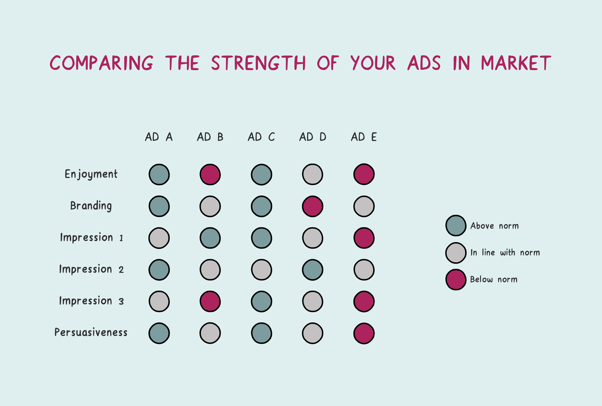 COMPARING THE STRENGTH OF YOUR ADS IN MARKET
AD A AD B AD C AD D AD E
Enjoyment
Branding
Impression 1
Impression 2
Impression 3
Persuasiveness
Above norm
In line with norm
Below norm